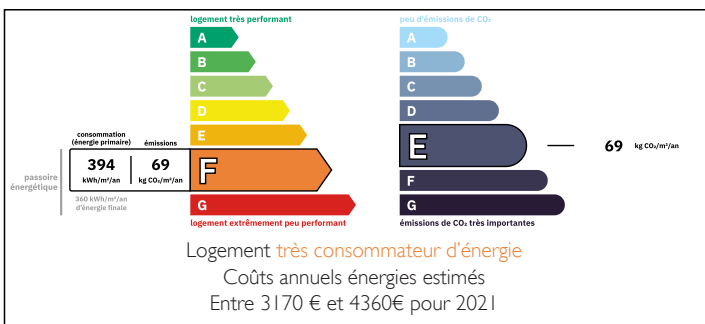 logement très performant
A
B
C
D
E
consommation
(énergie primaire)
émissions
passoire
énergétique
394
kWh/m²/an
69
kg CO₂/m²/an
F
360 kWh/m²/an
d'énergie finale
G
logement extrêmement peu performant
peu d'émissions de CO₂
A
B
C
D
E
69 kg CO₂/m²/an
F
G
émissions de CO₂ très importantes
Logement très consommateur d'énergie
Coûts annuels énergies estimés
Entre 3170 € et 4360€ pour 2021